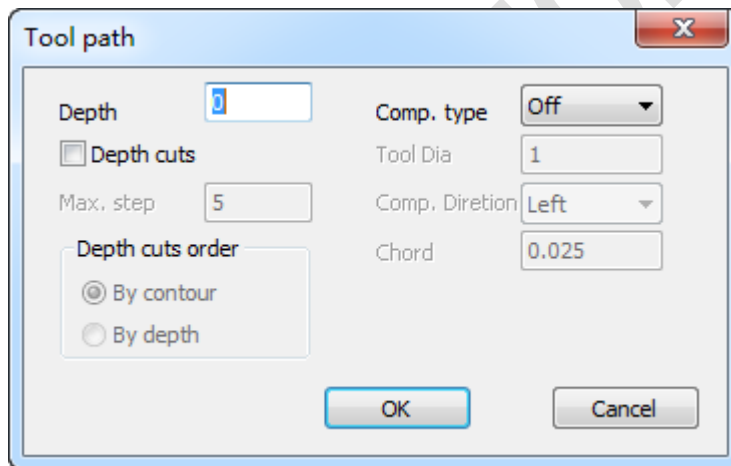 Tool path
Depth
0
Depth cuts
Max. step
5
Depth cuts order
By contour
By depth
Comp. type
Off
Tool Dia
1
Comp. Diretion
Left
Chord
0.025
OK
Cancel